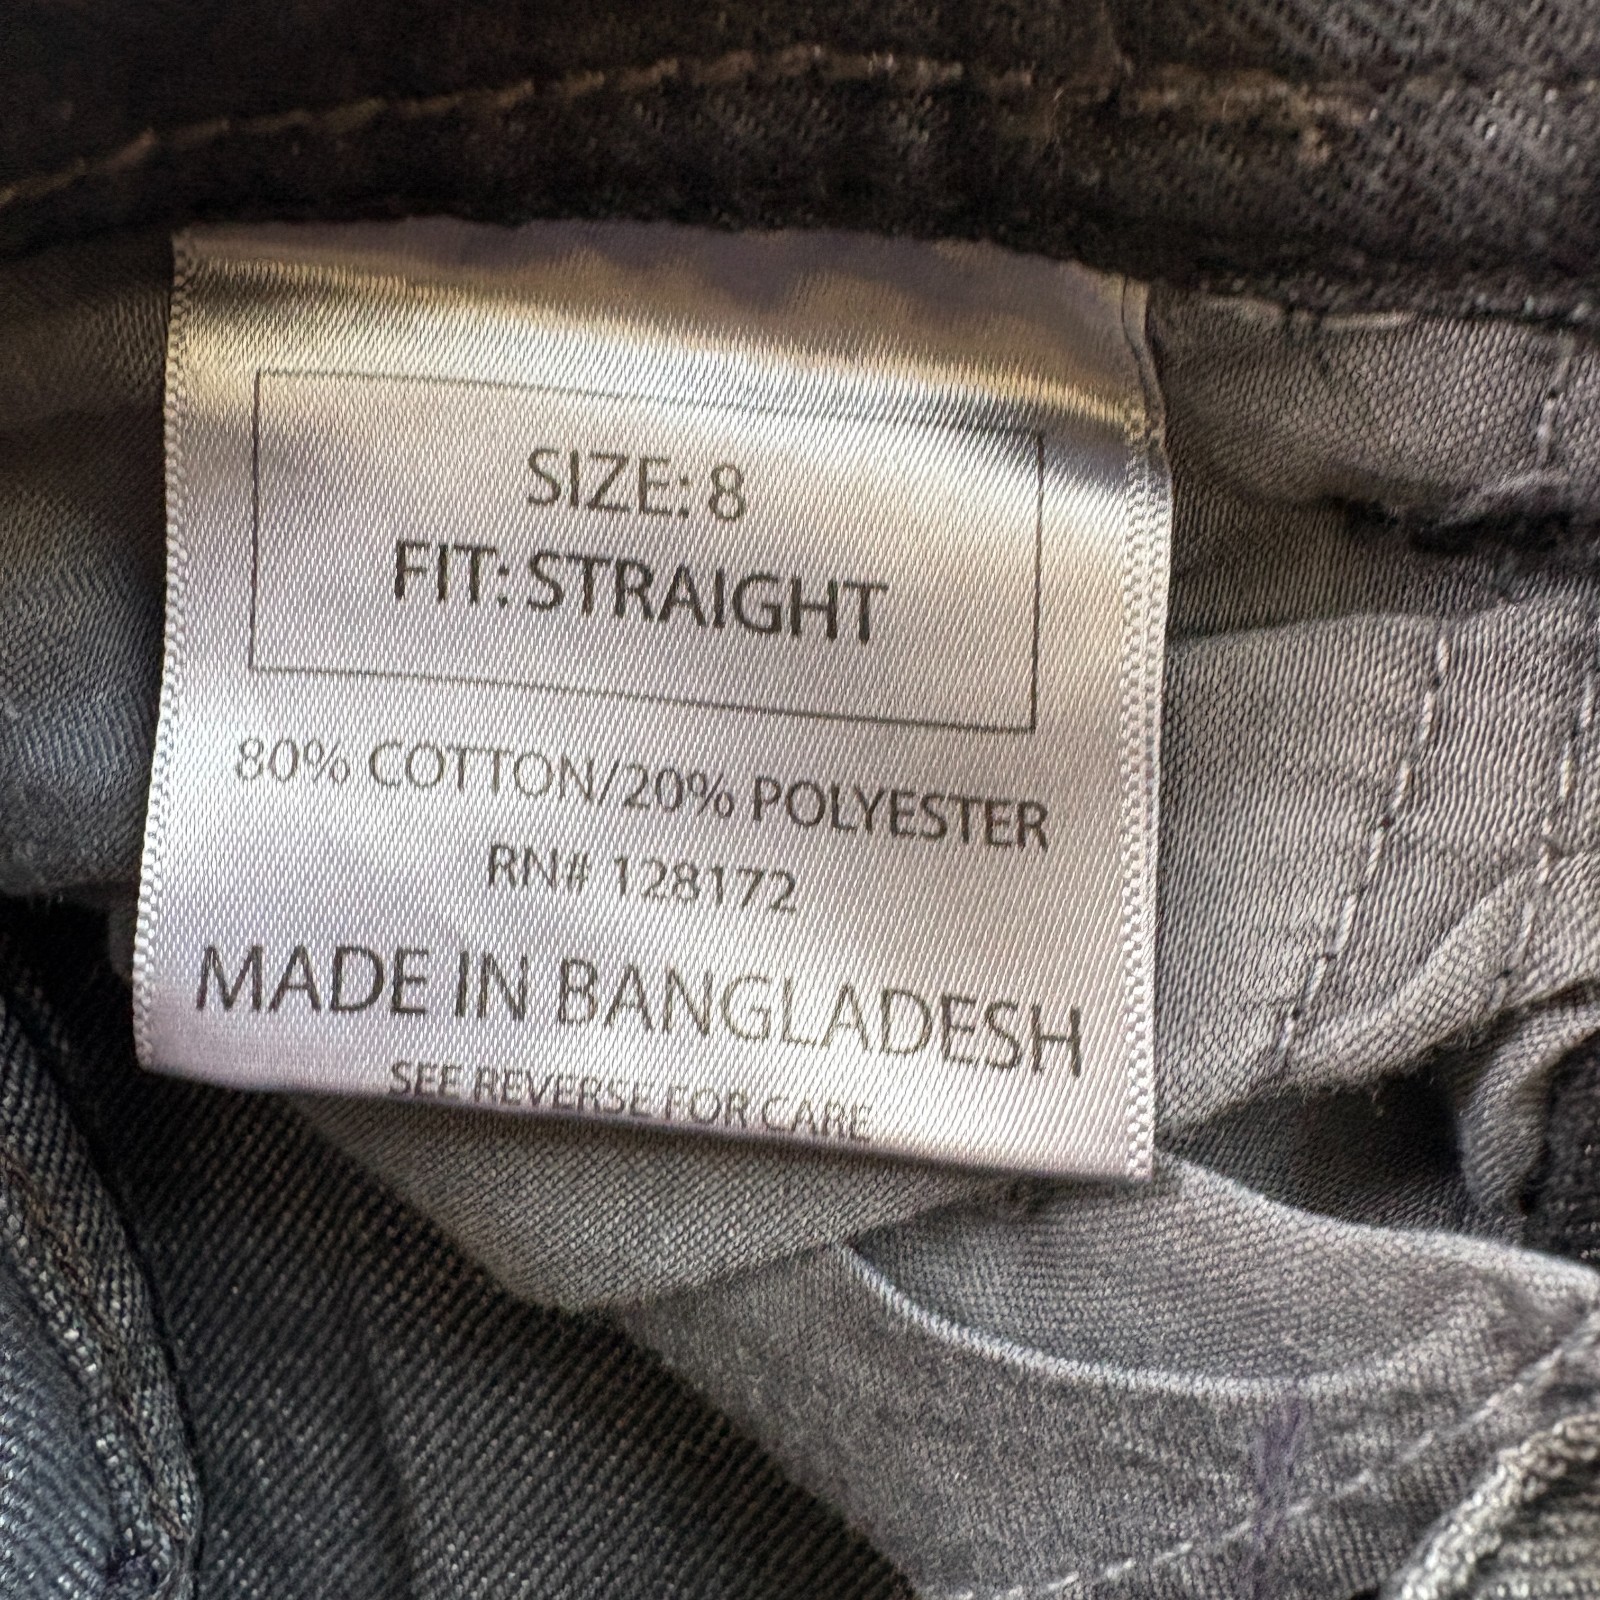 SIZE: 8
FIT: STRAIGHT
80% COTTON/20% POLYESTER
RN# 128172
MADE IN BANGLADESH
SEE REVERSE FOR CARE